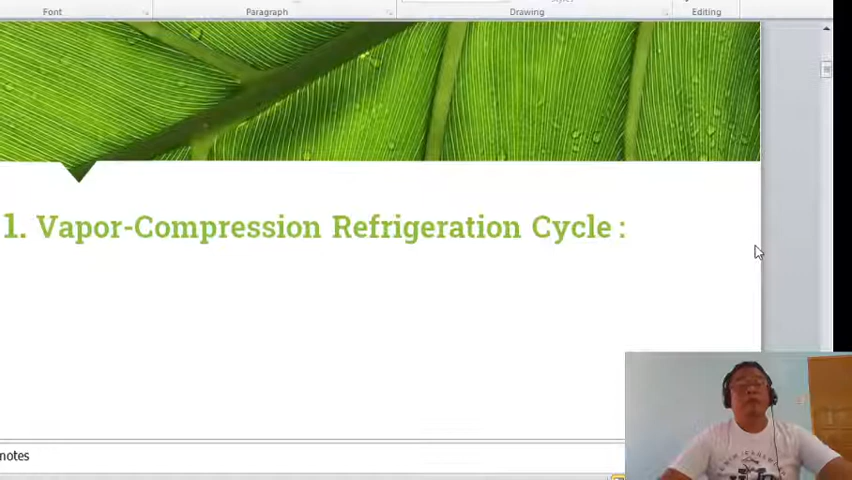 Font Paragraph Drawing Editing
1. Vapor-Compression Refrigeration Cycle :
notes